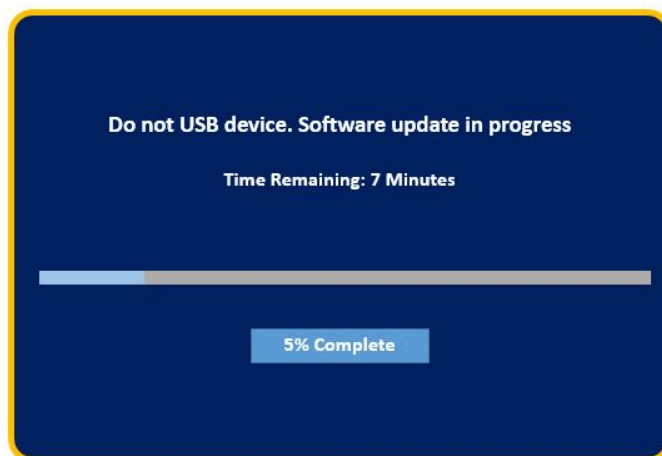 Do not USB device. Software update in progress
Time Remaining: 7 Minutes
5% Complete